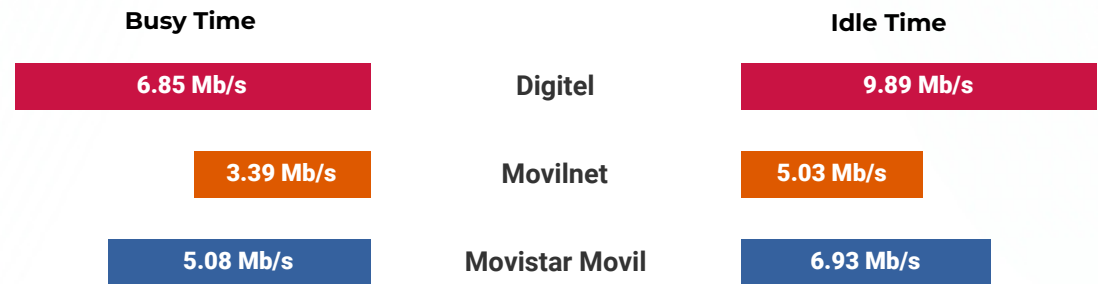 Busy Time Idle Time
6.85 Mb/s Digitel 9.89 Mb/s
3.39 Mb/s Movilnet 5.03 Mb/s
5.08 Mb/s Movistar Movil 6.93 Mb/s